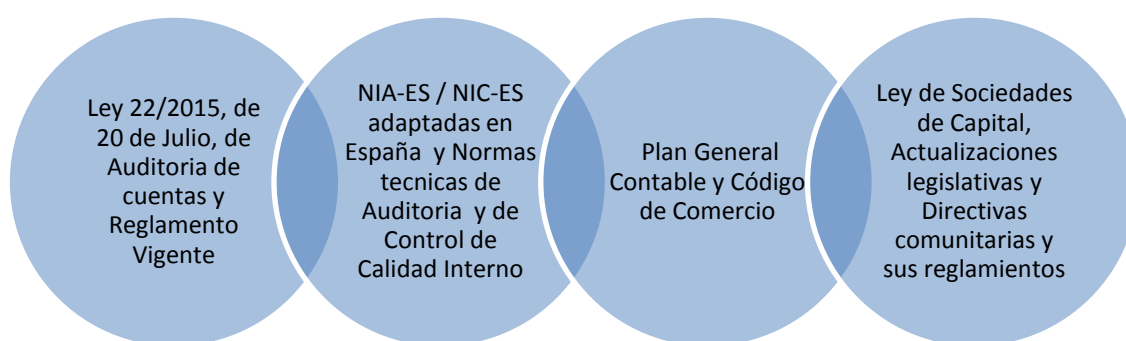 Ley 22/2015, de
20 de Julio, de
Auditoria de
cuentas y
Reglamento
Vigente
NIA-ES / NIC-ES
adaptadas en
España y Normas
tecnicas de
Auditoria y de
Control de
Calidad Interno
Plan General
Contable y Código
de Comercio
Ley de Sociedades
de Capital,
Actualizaciones
legislativas y
Directivas
comunitarias y
sus reglamientos